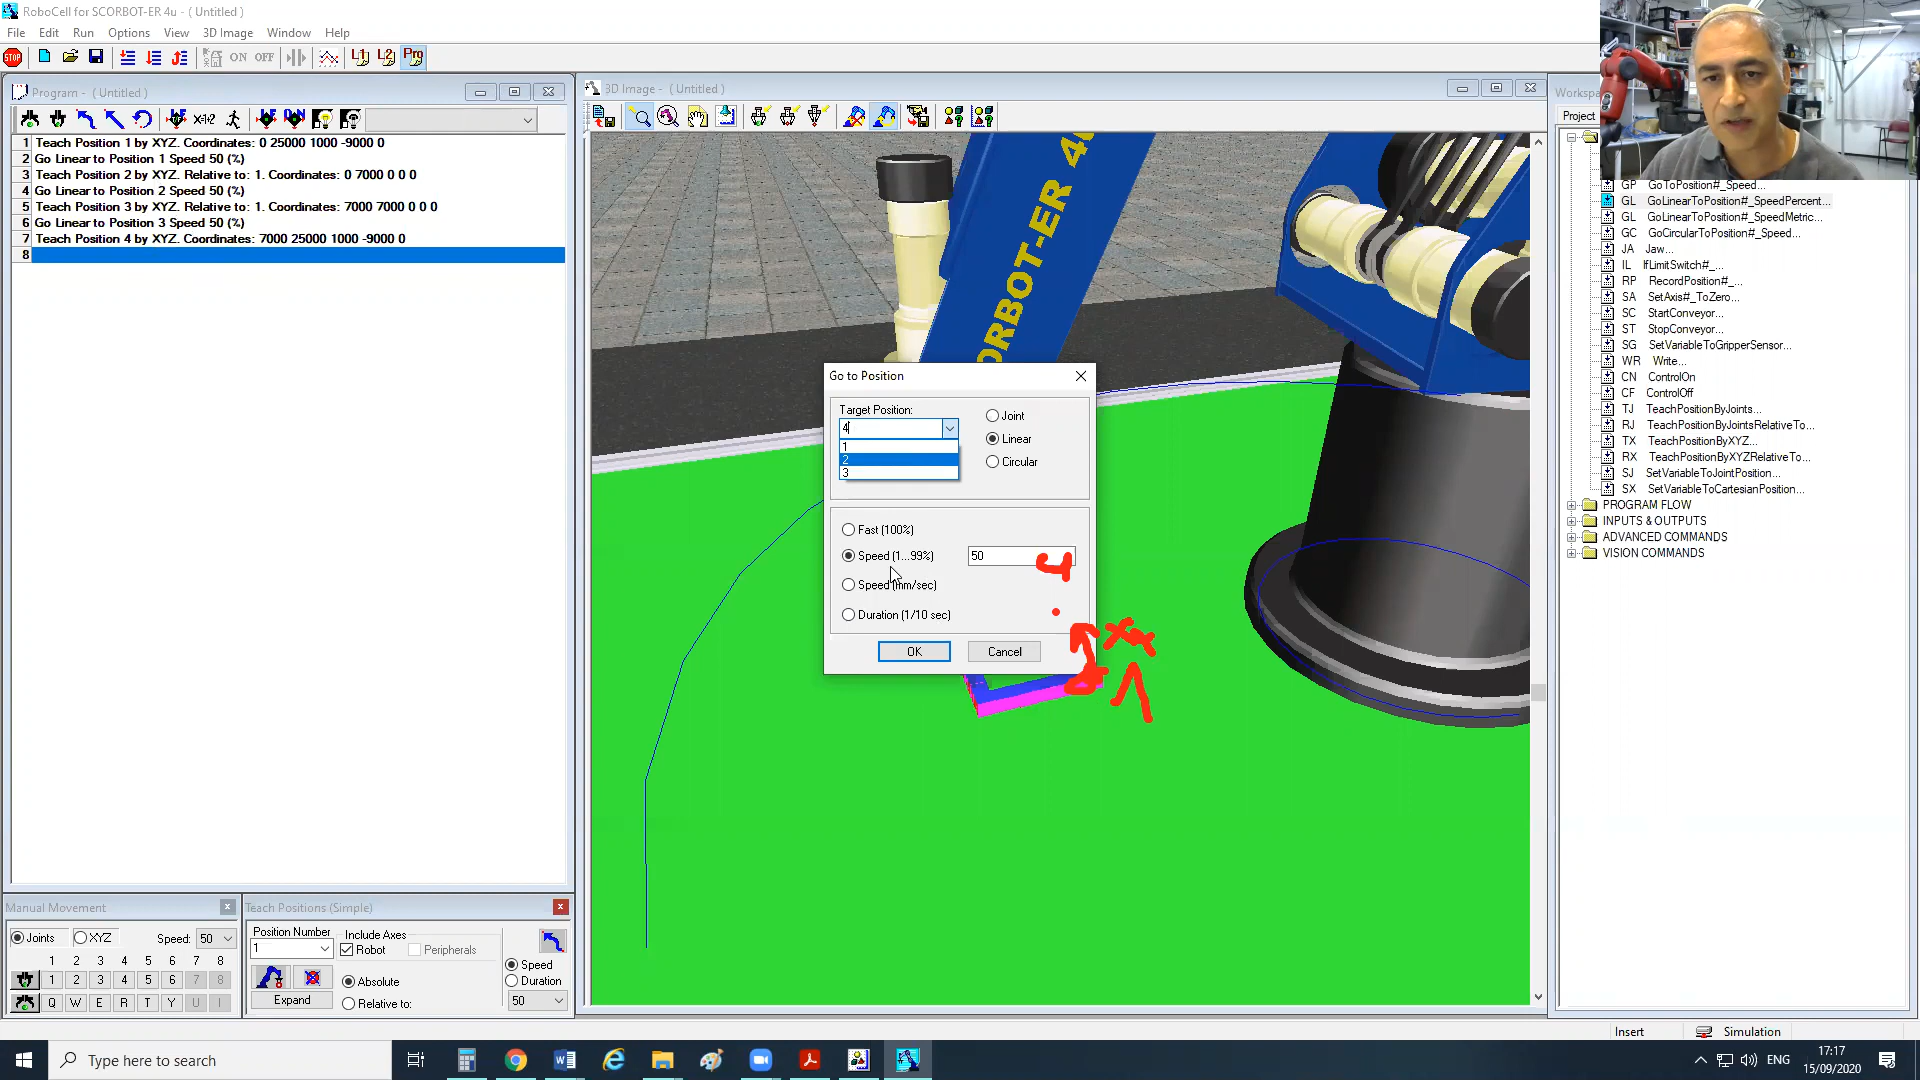 RoboCell for SCORBOT-ER 4u - ( Untitled )
File Edit Run Options View 3D Image Window Help
STOP ON OFF L1 L2 Prg
Program - ( Untitled )
1 Teach Position 1 by XYZ. Coordinates: 0 25000 1000 -9000 0
2 Go Linear to Position 1 Speed 50 (%)
3 Teach Position 2 by XYZ. Relative to: 1. Coordinates: 0 7000 0 0 0
4 Go Linear to Position 2 Speed 50 (%)
5 Teach Position 3 by XYZ. Relative to: 1. Coordinates: 7000 7000 0 0 0
6 Go Linear to Position 3 Speed 50 (%)
7 Teach Position 4 by XYZ. Coordinates: 7000 25000 1000 -9000 0
8
3D Image - ( Untitled )
SCORBOT-ER 4u
ORBOT-ER 4
Go to Position
Target Position:
4
1
2
3
Joint
Linear
Circular
Fast (100%)
Speed (1...99%) 50
Speed (mm/sec)
Duration (1/10 sec)
OK Cancel
4
Workspa
Project
GP GoToPosition#_Speed...
GL GoLinearToPosition#_SpeedPercent...
GL GoLinearToPosition#_SpeedMetric...
GC GoCircularToPosition#_Speed...
JA Jaw...
IL IfLimitSwitch#_...
RP RecordPosition#_...
SA SetAxis#_ToZero...
SC StartConveyor...
ST StopConveyor...
SG SetVariableToGripperSensor...
WR Write...
CN ControlOn
CF ControlOff
TJ TeachPositionByJoints...
RJ TeachPositionByJointsRelativeTo...
TX TeachPositionByXYZ...
RX TeachPositionByXYZRelativeTo...
SJ SetVariableToJointPosition...
SX SetVariableToCartesianPosition...
PROGRAM FLOW
INPUTS & OUTPUTS
ADVANCED COMMANDS
VISION COMMANDS
Manual Movement
Joints XYZ Speed: 50
1 2 3 4 5 6 7 8
1 2 3 4 5 6 7 8
Q W E R T Y U I
Teach Positions (Simple)
Position Number
1
Include Axes
Robot Peripherals
Absolute
Relative to:
Expand
Speed
Duration
50
Insert Simulation
Type here to search
ENG
17:17
15/09/2020